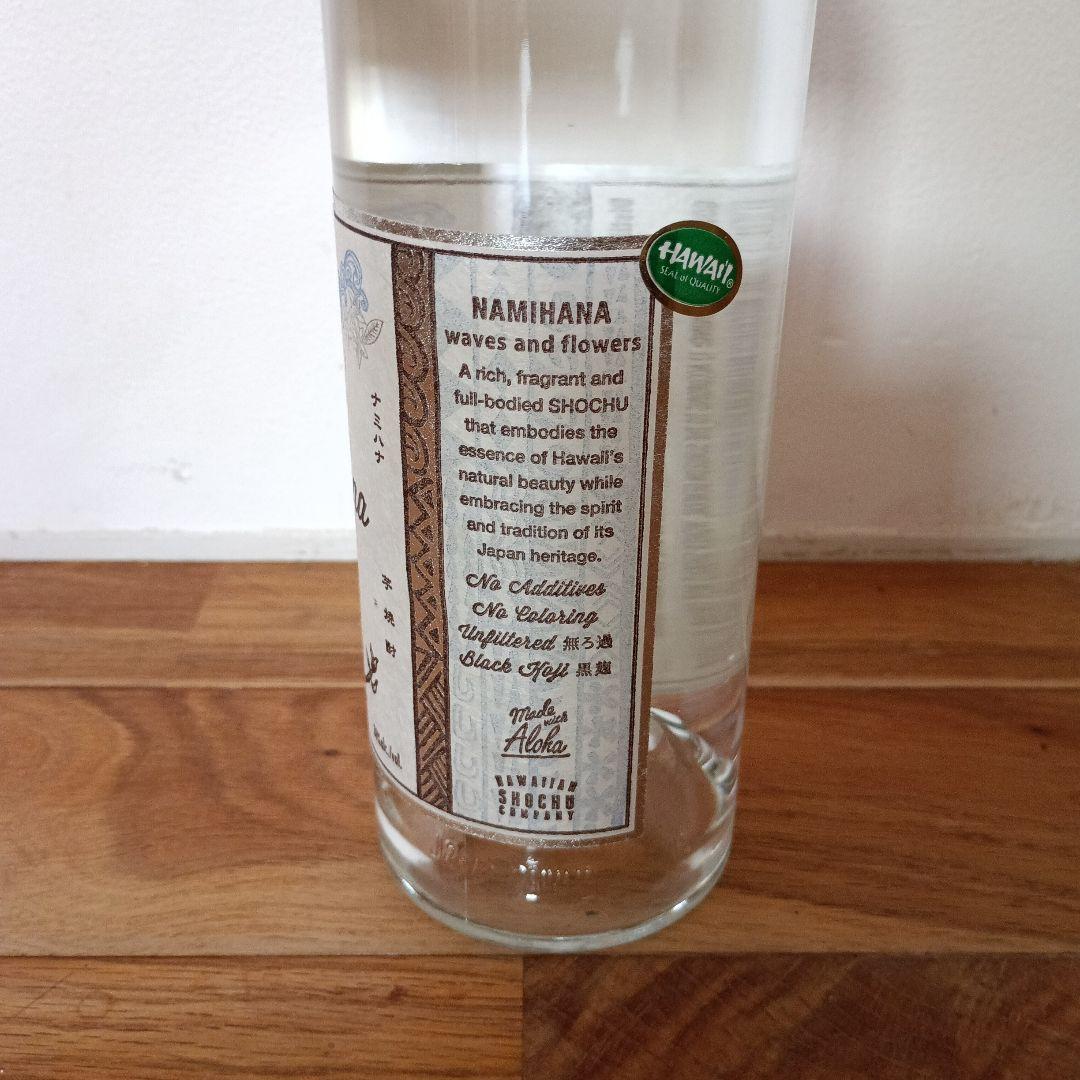 HAWAI'I®
SEAL of QUALITY
NAMIHANA
waves and flowers
A rich, fragrant and
full-bodied SHOCHU
that embodies the
essence of Hawaii's
natural beauty while
embracing the spirit
and tradition of its
Japan heritage.
No Additives
No Coloring
Unfiltered 無ろ過
Black Koji 黒麹
Made
with
Aloha
HAWAIIAN
SHOCHU
COMPANY
ナミハナ
芋焼酎